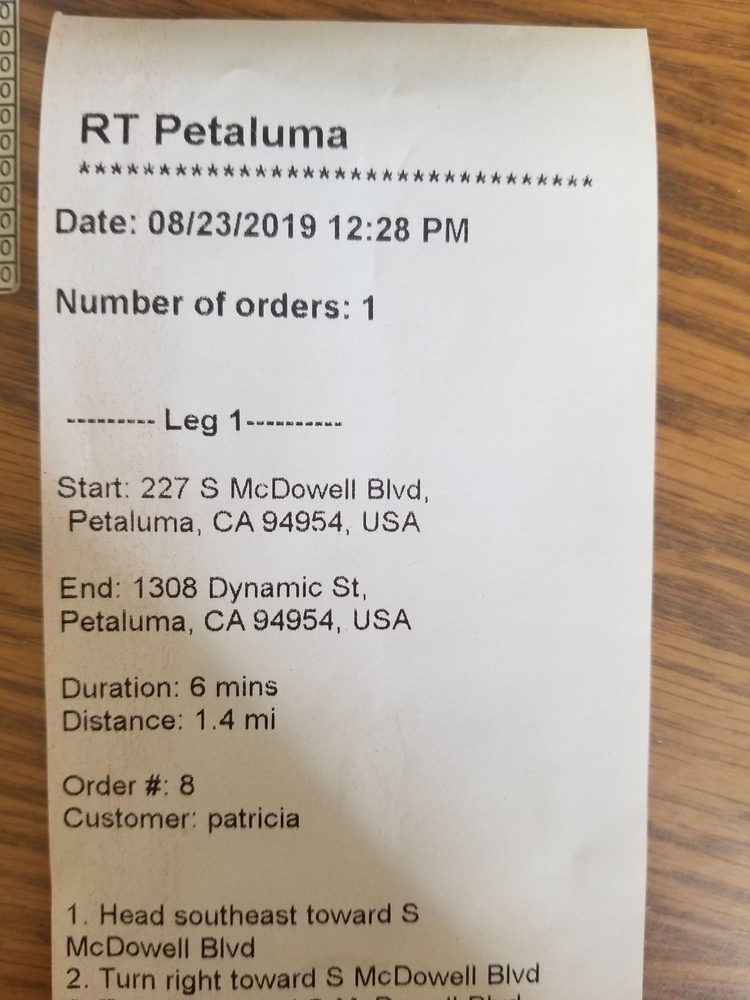 RT Petaluma
*********************************
Date: 08/23/2019 12:28 PM
Number of orders: 1
--------- Leg 1----------
Start: 227 S McDowell Blvd,
Petaluma, CA 94954, USA
End: 1308 Dynamic St,
Petaluma, CA 94954, USA
Duration: 6 mins
Distance: 1.4 mi
Order #: 8
Customer: patricia
1. Head southeast toward S
McDowell Blvd
2. Turn right toward S McDowell Blvd